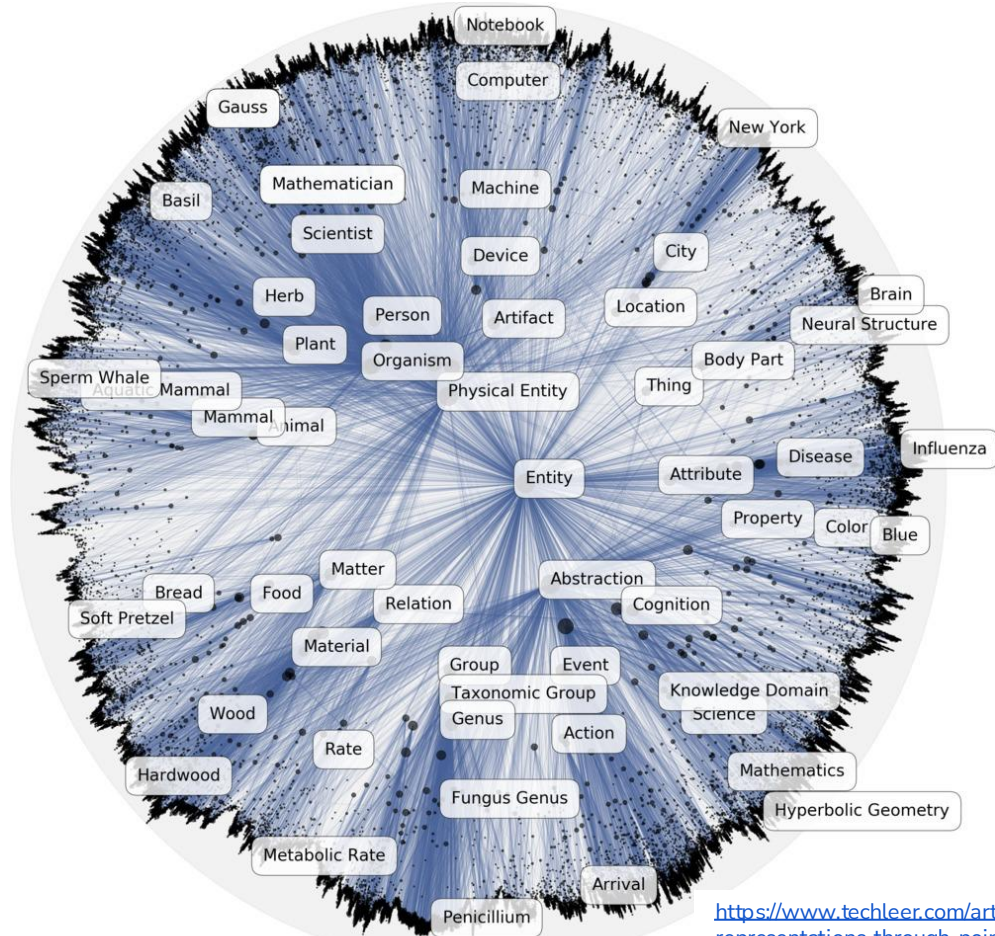 Notebook
Computer
Gauss
New York
Mathematician
Machine
Basil
Scientist
City
Device
Herb
Brain
Location
Person
Artifact
Neural Structure
Plant
Organism
Body Part
Sperm Whale
Thing
Aquatic Mammal
Physical Entity
Mammal
Animal
Influenza
Disease
Attribute
Entity
Property
Color
Blue
Matter
Abstraction
Bread
Food
Relation
Cognition
Soft Pretzel
Material
Group
Event
Taxonomic Group
Knowledge Domain
Wood
Genus
Science
Action
Rate
Hardwood
Mathematics
Fungus Genus
Hyperbolic Geometry
Metabolic Rate
Arrival
Penicillium
https://www.techleer.com/art